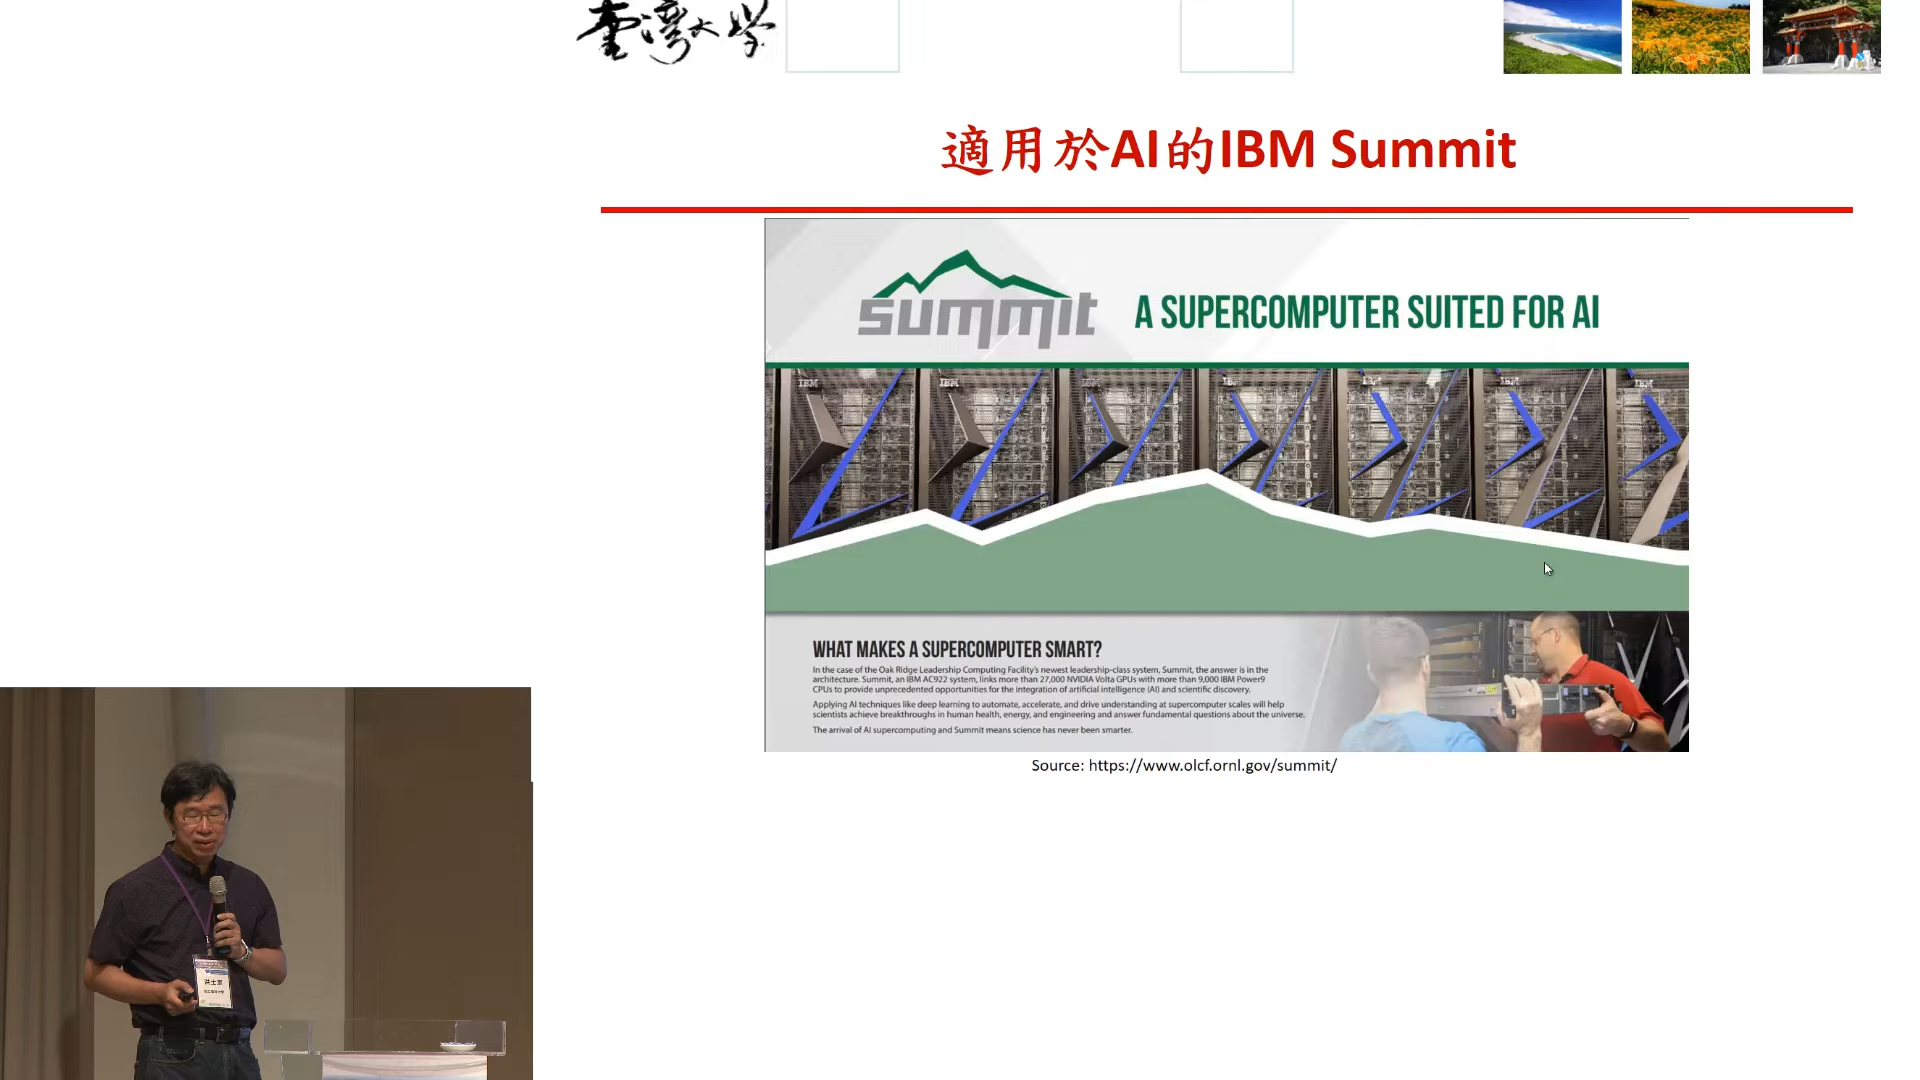 臺灣大學
適用於AI的IBM Summit
summit
A SUPERCOMPUTER SUITED FOR AI
IBM IBM IBM IBM IBM IBM IBM
WHAT MAKES A SUPERCOMPUTER SMART?
In the case of the Oak Ridge Leadership Computing Facility's newest leadership-class system, Summit, the answer is in the
architecture. Summit, an IBM AC922 system, links more than 27,000 NVIDIA Volta GPUs with more than 9,000 IBM Power9
CPUs to provide unprecedented opportunities for the integration of artificial intelligence (AI) and scientific discovery.
Applying AI techniques like deep learning to automate, accelerate, and drive understanding at supercomputer scales will help
scientists achieve breakthroughs in human health, energy, and engineering and answer fundamental questions about the universe.
The arrival of AI supercomputing and Summit means science has never been smarter.
Source: https://www.olcf.ornl.gov/summit/